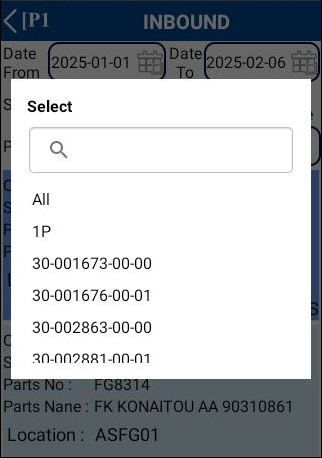 [P1 INBOUND
Date From 2025-01-01 Date To 2025-02-06
Select
All
1P
30-001673-00-00
30-001676-00-01
30-002863-00-00
30-002881-00-01
Parts No : FG8314
Parts Nane : FK KONAITOU AA 90310861
Location : ASFG01